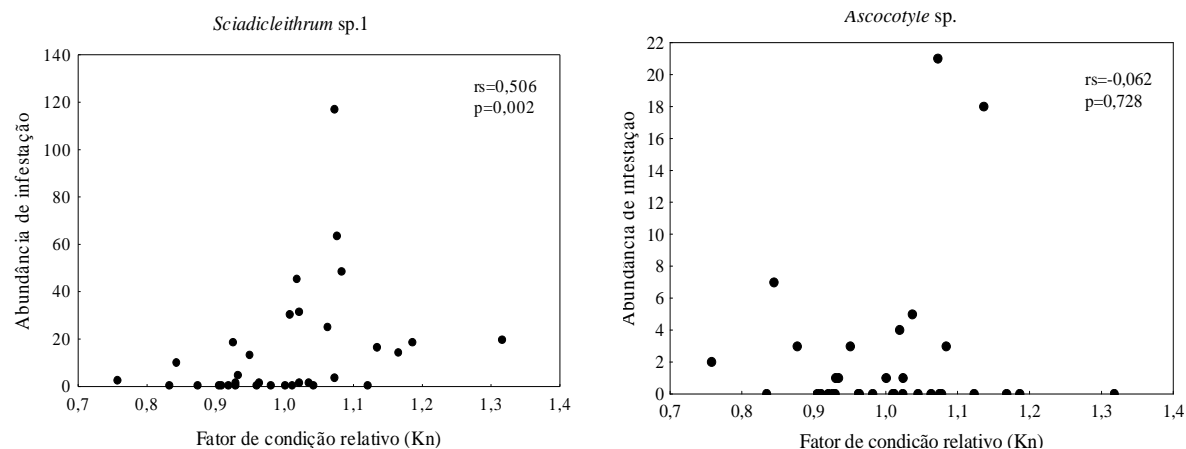 Sciadicleithrum sp.1
Abundância de infestação
140
120
100
80
60
40
20
0
rs=0,506
p=0,002
0,7 0,8 0,9 1,0 1,1 1,2 1,3 1,4
Fator de condição relativo (Kn)
Ascocotyle sp.
Abundância de infestação
22
20
18
16
14
12
10
8
6
4
2
0
rs=-0,062
p=0,728
0,7 0,8 0,9 1,0 1,1 1,2 1,3 1,4
Fator de condição relativo (Kn)